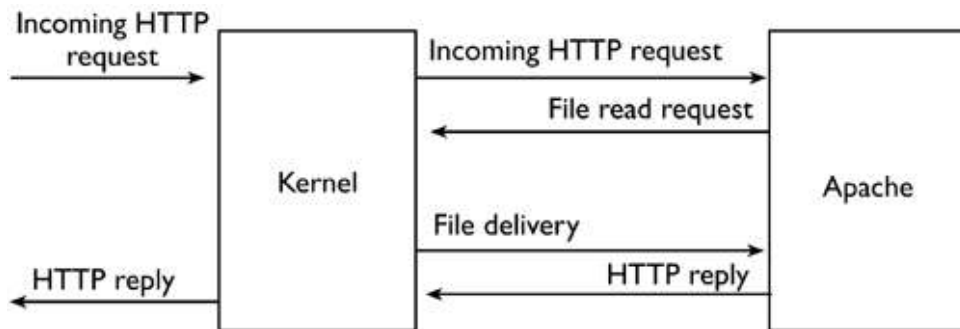 Incoming HTTP
request
Incoming HTTP request
File read request
Kernel
Apache
File delivery
HTTP reply
HTTP reply